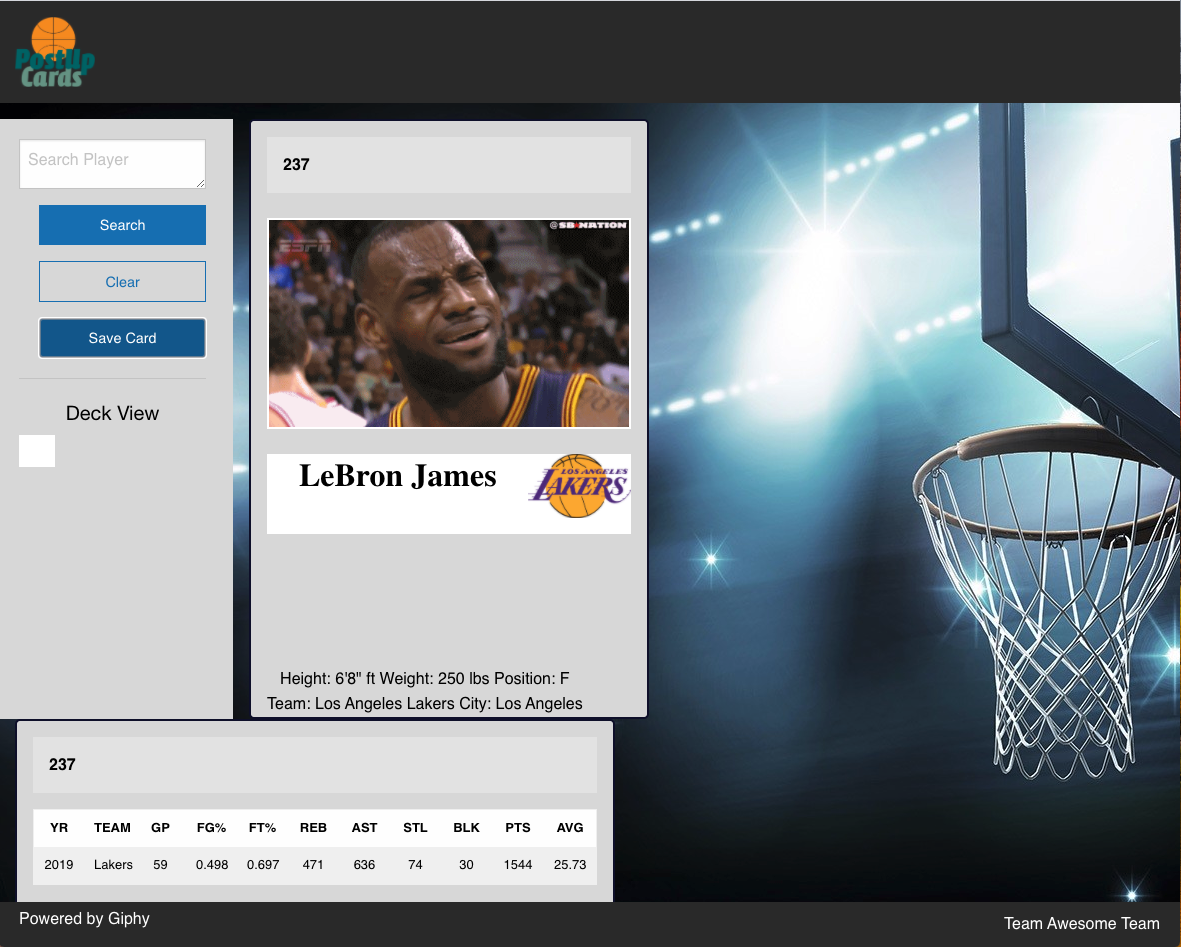 PostUp
Cards
Search Player
Search
Clear
Save Card
Deck View
237
@SBNATION
ESPN
LeBron James
LOS ANGELES
LAKERS
Height: 6'8" ft Weight: 250 lbs Position: F
Team: Los Angeles Lakers City: Los Angeles
237
YR TEAM GP FG% FT% REB AST STL BLK PTS AVG
2019 Lakers 59 0.498 0.697 471 636 74 30 1544 25.73
Powered by Giphy
Team Awesome Team